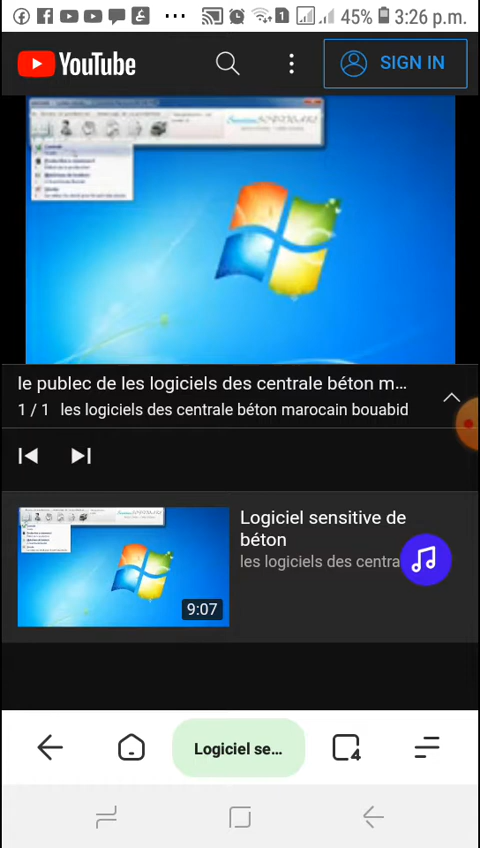 45% 3:26 p.m.
YouTube
SIGN IN
le publec de les logiciels des centrale béton m...
1 / 1 les logiciels des centrale béton marocain bouabid
Logiciel sensitive de
béton
les logiciels des centra
9:07
Logiciel se...
4